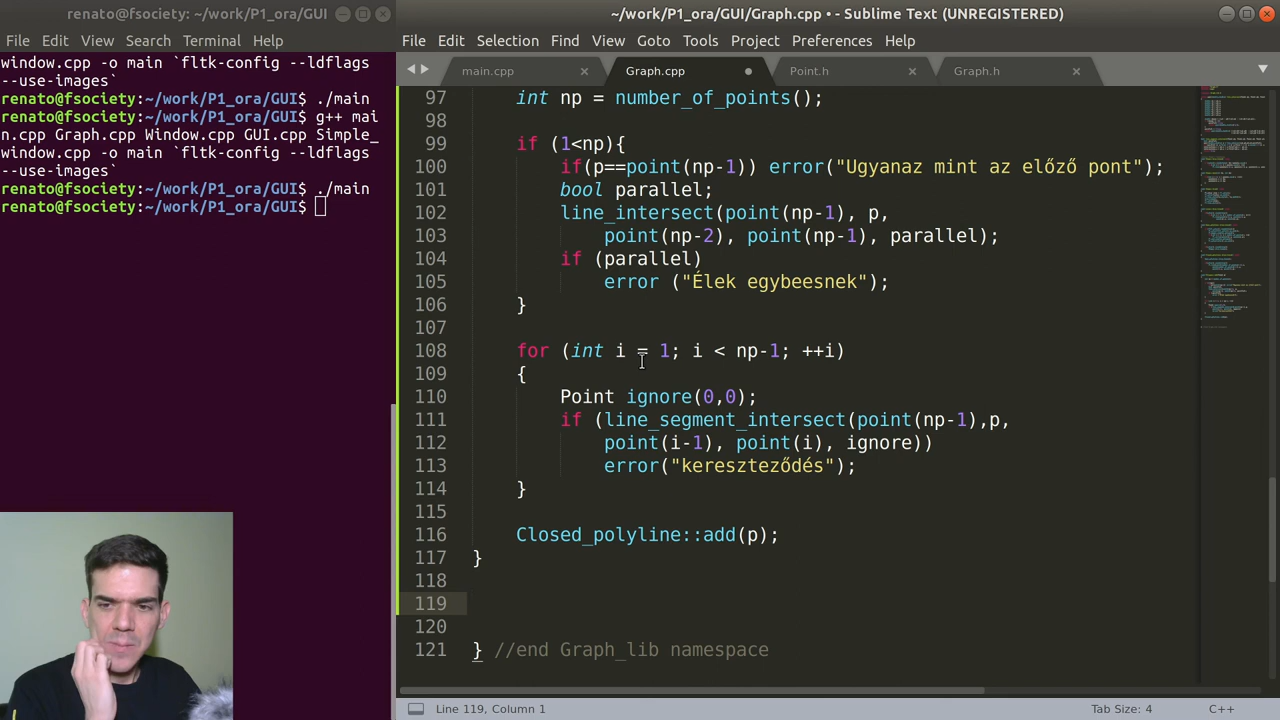 renato@fsociety: ~/work/P1_ora/GUI
File Edit View Search Terminal Help
window.cpp -o main `fltk-config --ldflags
--use-images`
renato@fsociety:~/work/P1_ora/GUI$ ./main
renato@fsociety:~/work/P1_ora/GUI$ g++ mai
n.cpp Graph.cpp Window.cpp GUI.cpp Simple_
window.cpp -o main `fltk-config --ldflags
--use-images`
renato@fsociety:~/work/P1_ora/GUI$ ./main
renato@fsociety:~/work/P1_ora/GUI$
~/work/P1_ora/GUI/Graph.cpp • - Sublime Text (UNREGISTERED)
File Edit Selection Find View Goto Tools Project Preferences Help
main.cpp Graph.cpp Point.h Graph.h
97 int np = number_of_points();
98
99 if (1<np){
100 if(p==point(np-1)) error("Ugyanaz mint az előző pont");
101 bool parallel;
102 line_intersect(point(np-1), p,
103 point(np-2), point(np-1), parallel);
104 if (parallel)
105 error ("Élek egybeesnek");
106 }
107
108 for (int i = 1; i < np-1; ++i)
109 {
110 Point ignore(0,0);
111 if (line_segment_intersect(point(np-1),p,
112 point(i-1), point(i), ignore))
113 error("kereszteződés");
114 }
115
116 Closed_polyline::add(p);
117 }
118
119
120
121 } //end Graph_lib namespace
Line 119, Column 1
Tab Size: 4
C++